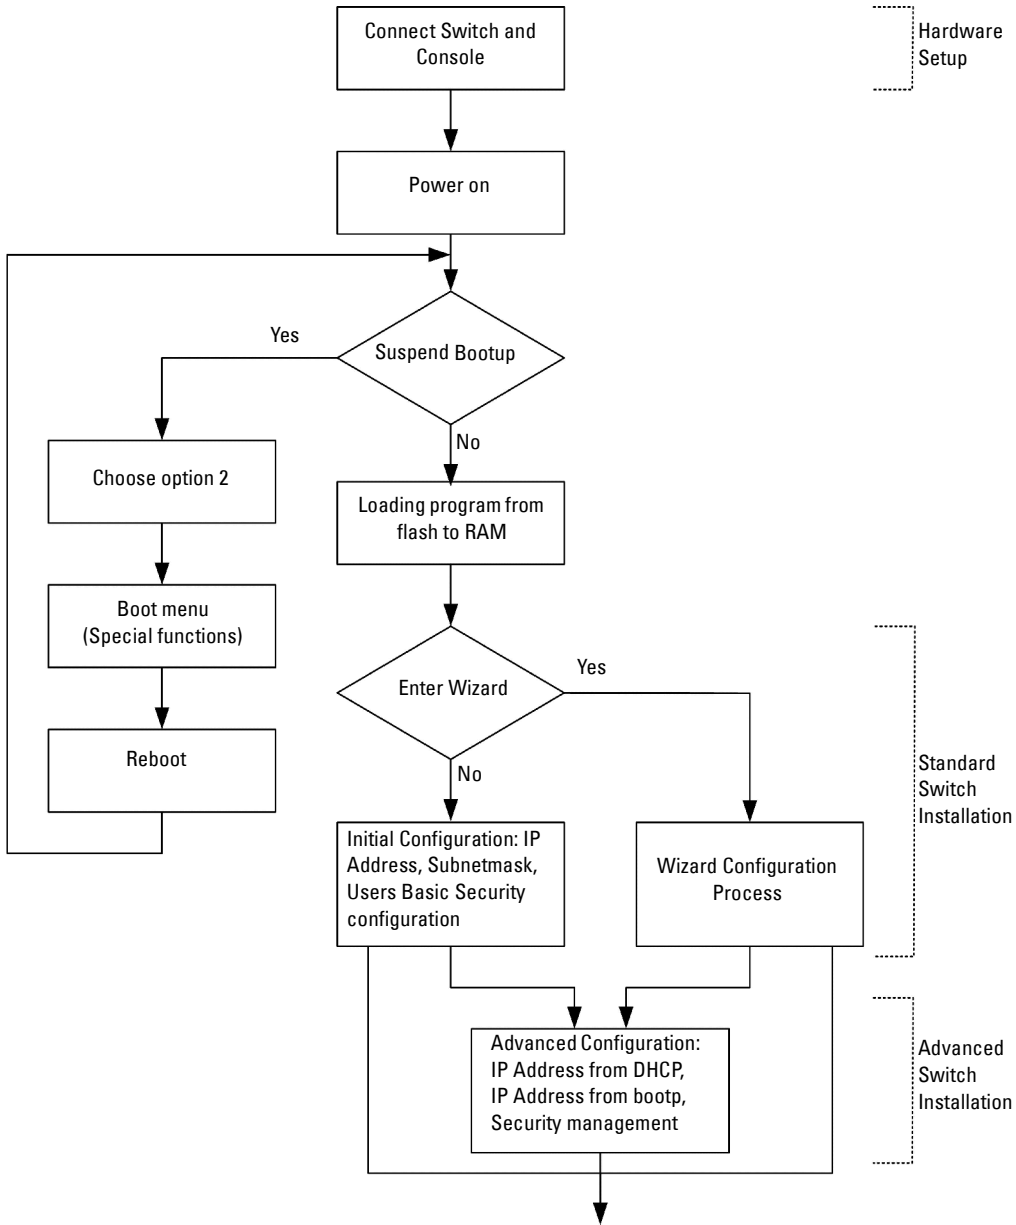 Connect Switch and
Console
Hardware
Setup
Power on
Yes
Suspend Bootup
No
Choose option 2
Loading program from
flash to RAM
Boot menu
(Special functions)
Yes
Enter Wizard
No
Reboot
Standard
Switch
Installation
Initial Configuration: IP
Address, Subnetmask,
Users Basic Security
configuration
Wizard Configuration
Process
Advanced Configuration:
IP Address from DHCP,
IP Address from bootp,
Security management
Advanced
Switch
Installation